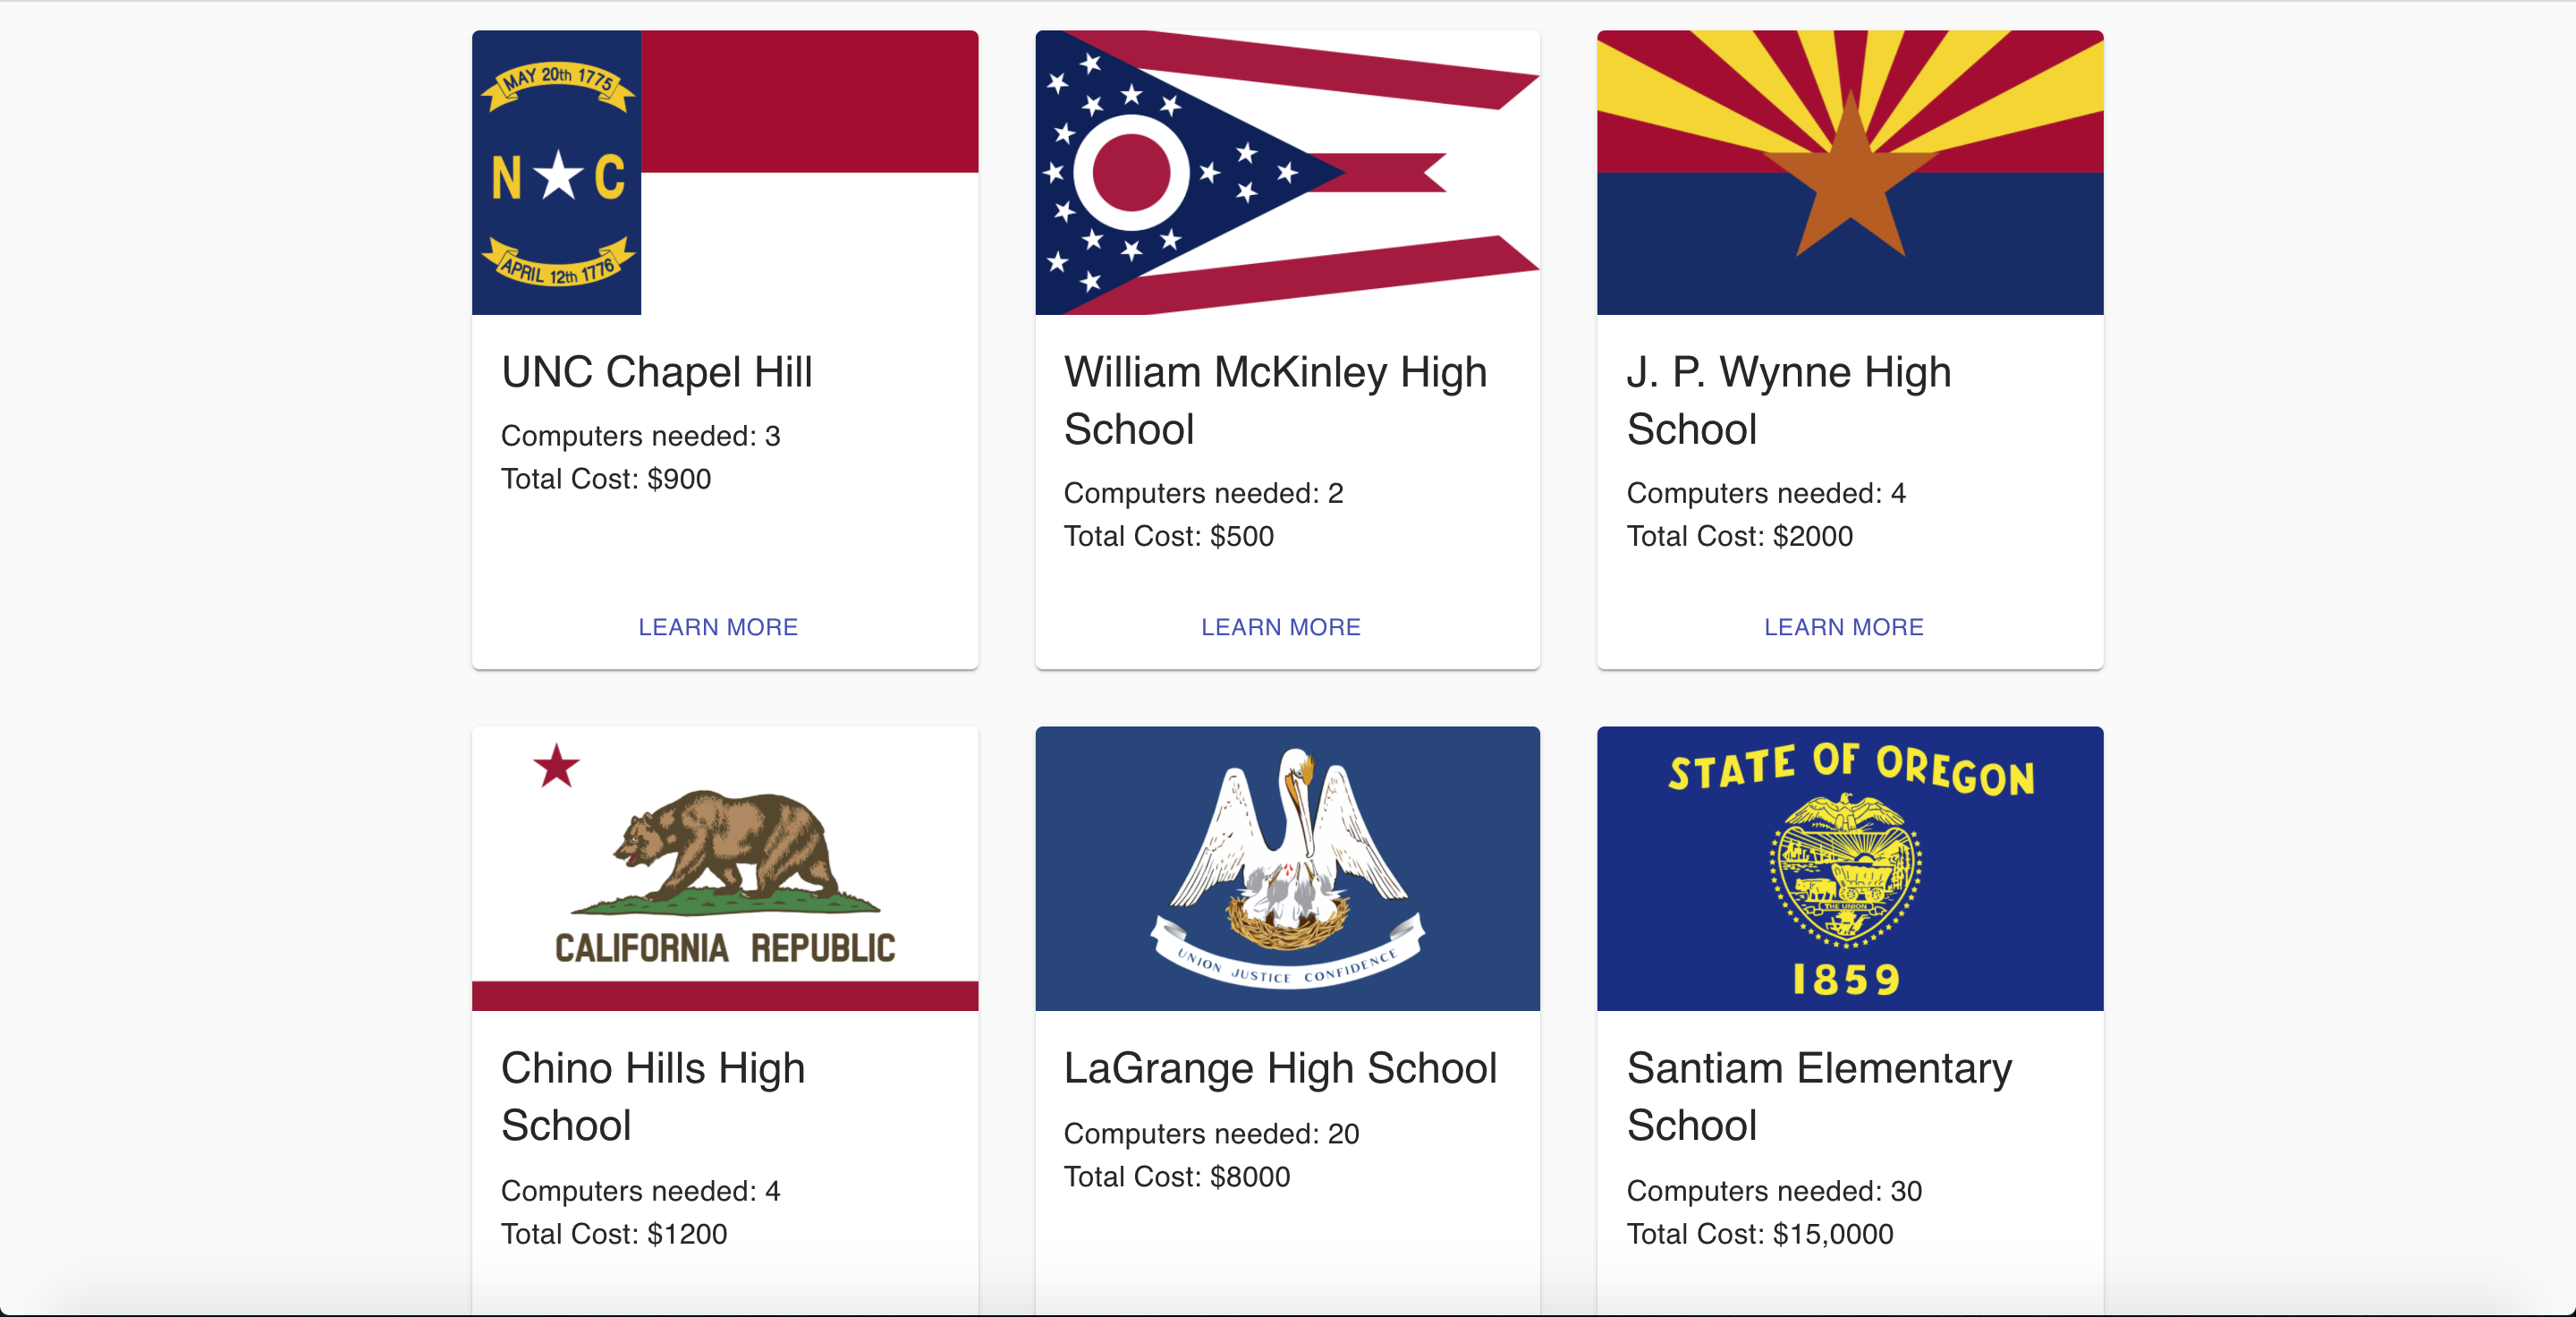 MAY 20th 1775
N C
APRIL 12th 1776
UNC Chapel Hill
Computers needed: 3
Total Cost: $900
LEARN MORE
William McKinley High
School
Computers needed: 2
Total Cost: $500
LEARN MORE
J. P. Wynne High
School
Computers needed: 4
Total Cost: $2000
LEARN MORE
CALIFORNIA REPUBLIC
Chino Hills High
School
Computers needed: 4
Total Cost: $1200
UNION JUSTICE CONFIDENCE
LaGrange High School
Computers needed: 20
Total Cost: $8000
STATE OF OREGON
THE UNION
1859
Santiam Elementary
School
Computers needed: 30
Total Cost: $15,0000